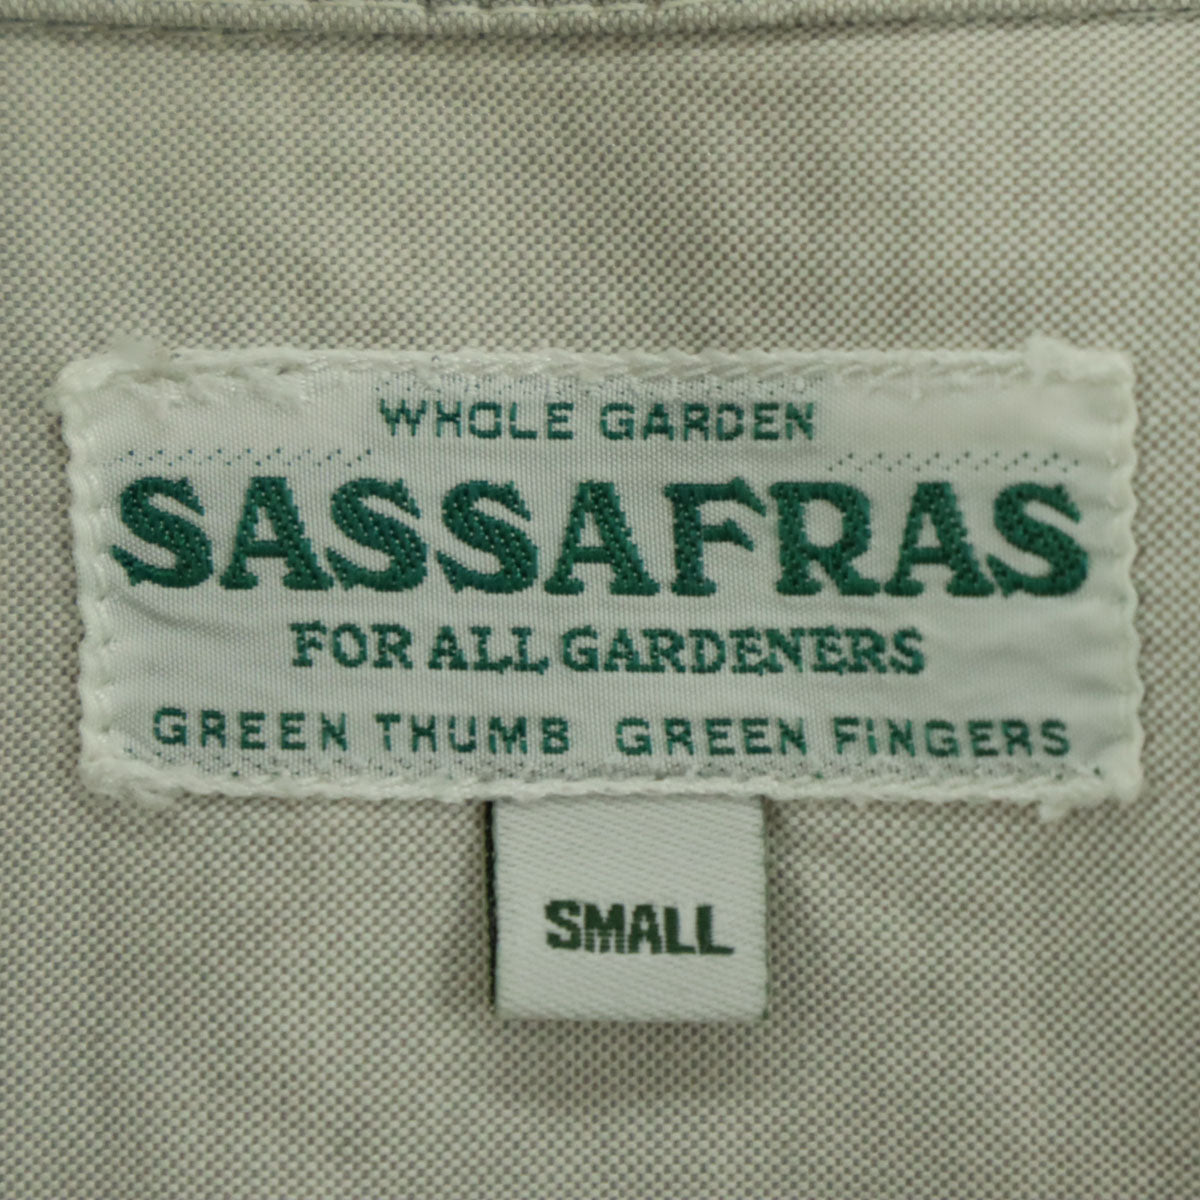 WHOLE GARDEN
SASSAFRAS
FOR ALL GARDENERS
GREEN THUMB GREEN FINGERS
SMALL